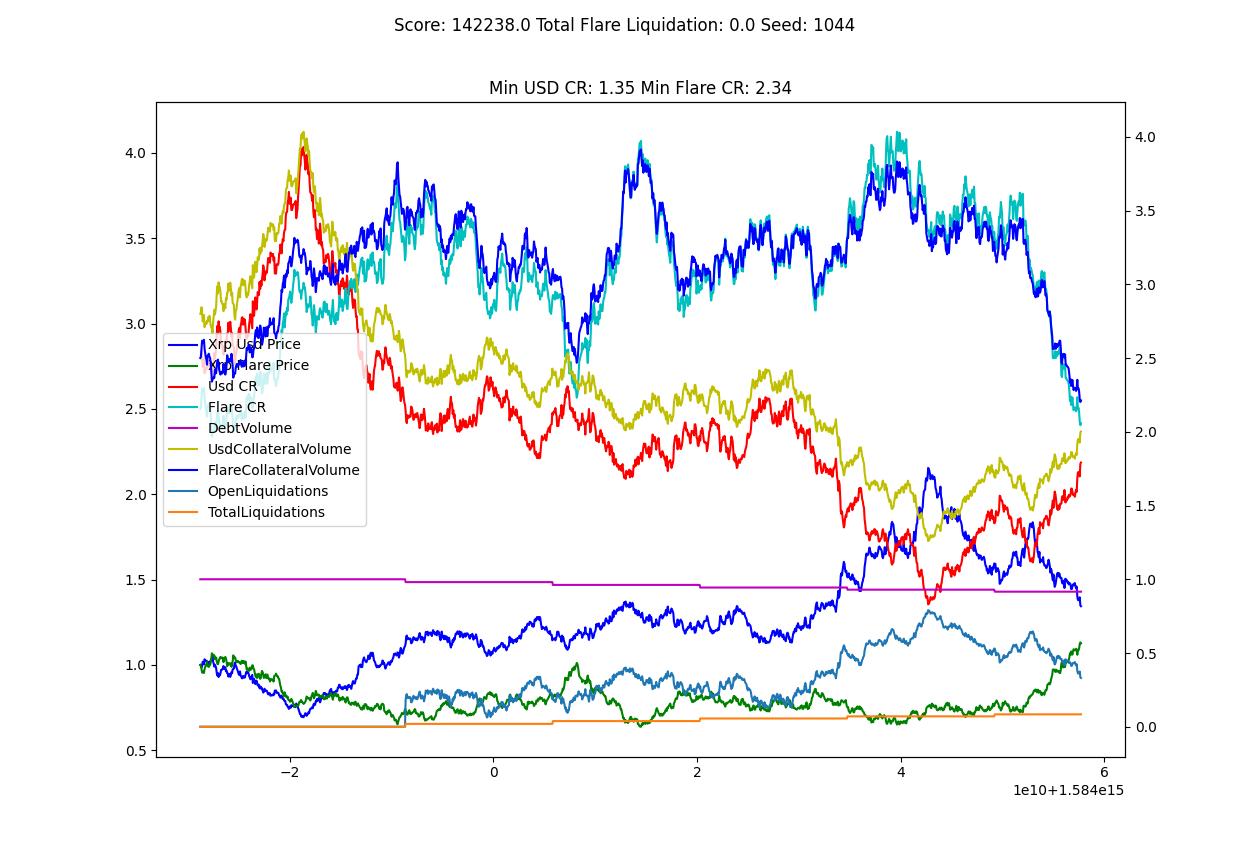 Score: 142238.0 Total Flare Liquidation: 0.0 Seed: 1044
Min USD CR: 1.35 Min Flare CR: 2.34
4.0
3.5
3.0
2.5
2.0
1.5
1.0
0.5
4.0
3.5
3.0
2.5
2.0
1.5
1.0
0.5
0.0
Xrp Usd Price
Xrp Flare Price
Usd CR
Flare CR
DebtVolume
UsdCollateralVolume
FlareCollateralVolume
OpenLiquidations
TotalLiquidations
−2 0 2 4 6
1e10+1.584e15